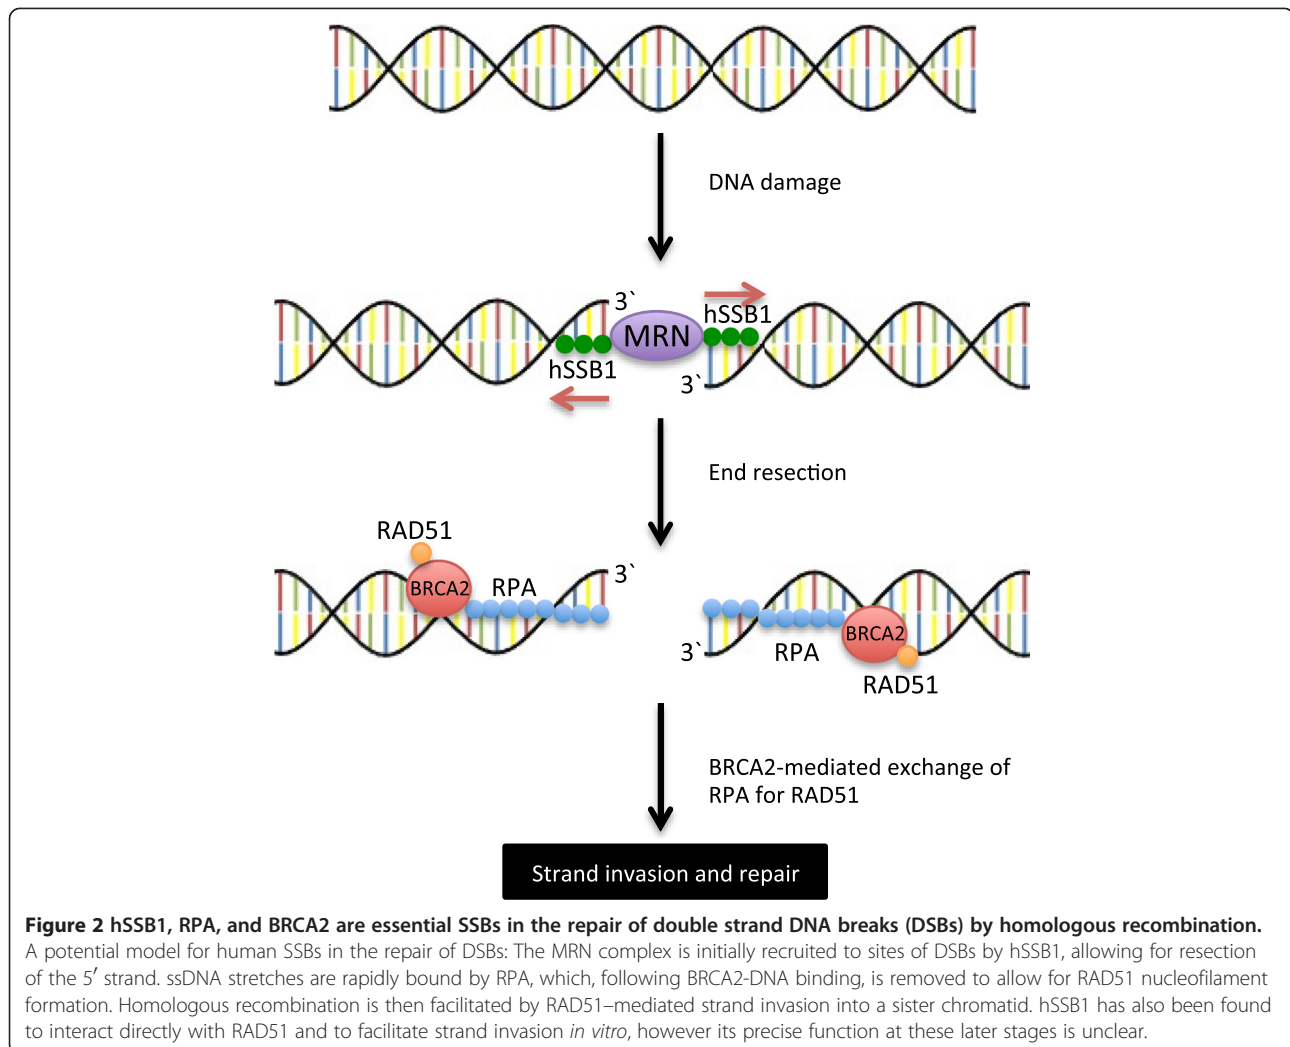 DNA damage
3`
hSSB1
MRN
hSSB1
3`
End resection
RAD51
3`
BRCA2
RPA
BRCA2
3`
RPA
RAD51
BRCA2-mediated exchange of
RPA for RAD51
Strand invasion and repair
Figure 2 hSSB1, RPA, and BRCA2 are essential SSBs in the repair of double strand DNA breaks (DSBs) by homologous recombination.
A potential model for human SSBs in the repair of DSBs: The MRN complex is initially recruited to sites of DSBs by hSSB1, allowing for resection
of the 5′ strand. ssDNA stretches are rapidly bound by RPA, which, following BRCA2-DNA binding, is removed to allow for RAD51 nucleofilament
formation. Homologous recombination is then facilitated by RAD51–mediated strand invasion into a sister chromatid. hSSB1 has also been found
to interact directly with RAD51 and to facilitate strand invasion in vitro, however its precise function at these later stages is unclear.